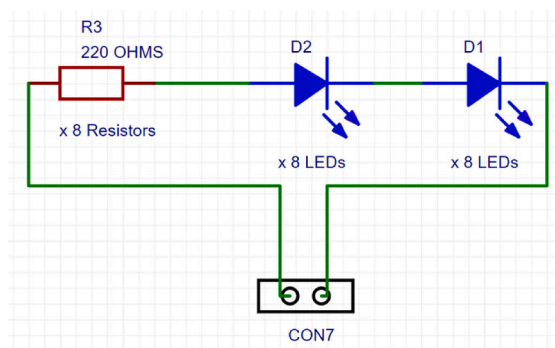 R3
220 OHMS
D2
D1
x 8 Resistors
x 8 LEDs
x 8 LEDs
CON7